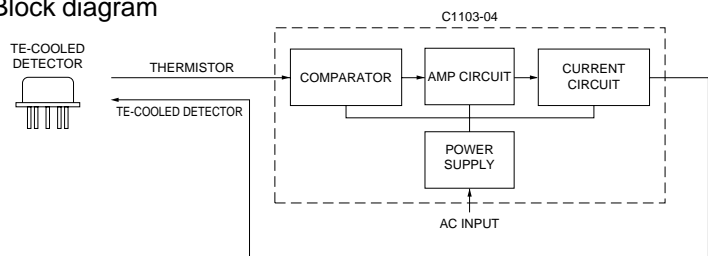 Block diagram
C1103-04
TE-COOLED
DETECTOR
THERMISTOR
TE-COOLED DETECTOR
COMPARATOR
AMP CIRCUIT
CURRENT
CIRCUIT
POWER
SUPPLY
AC INPUT